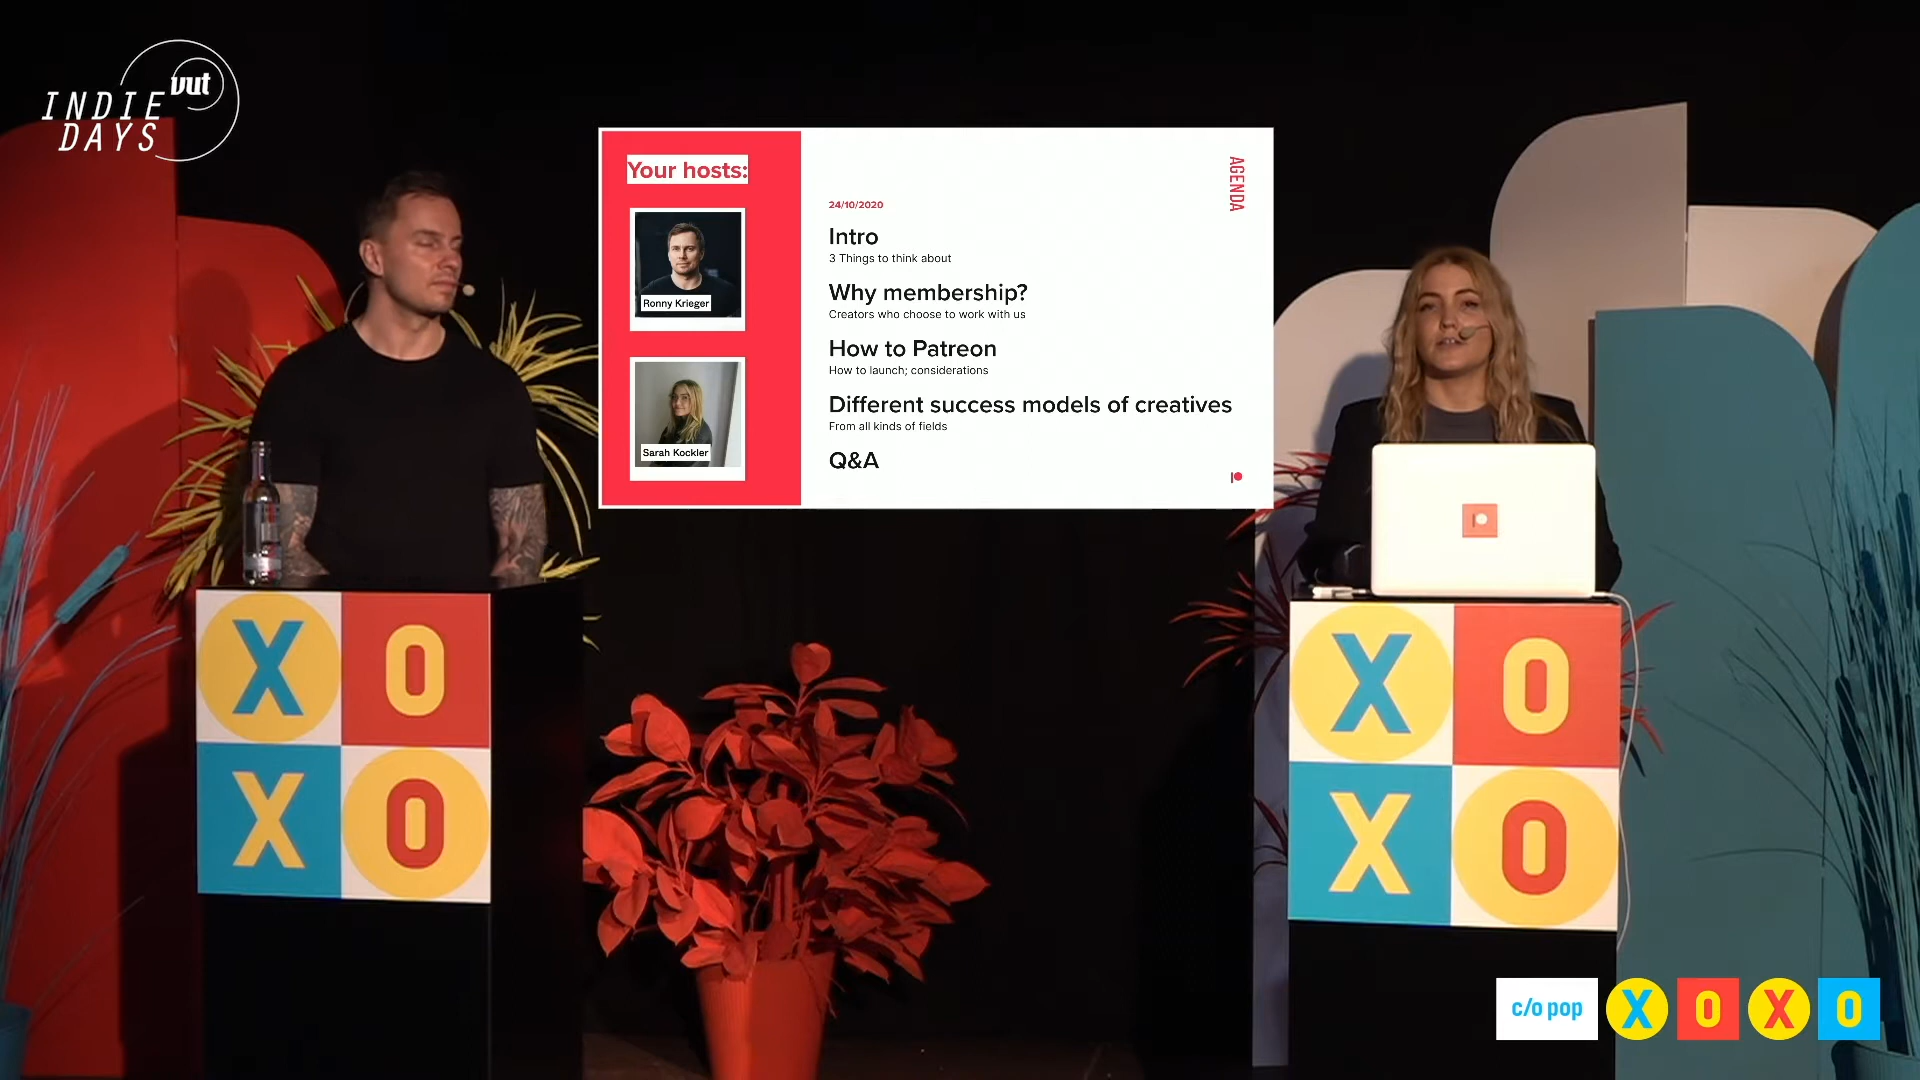 vut
INDIE
DAYS
Your hosts:
Ronny Krieger
Sarah Kockler
AGENDA
24/10/2020
Intro
3 Things to think about
Why membership?
Creators who choose to work with us
How to Patreon
How to launch; considerations
Different success models of creatives
From all kinds of fields
Q&A
X O
X O
X O
X O
c/o pop X O X O